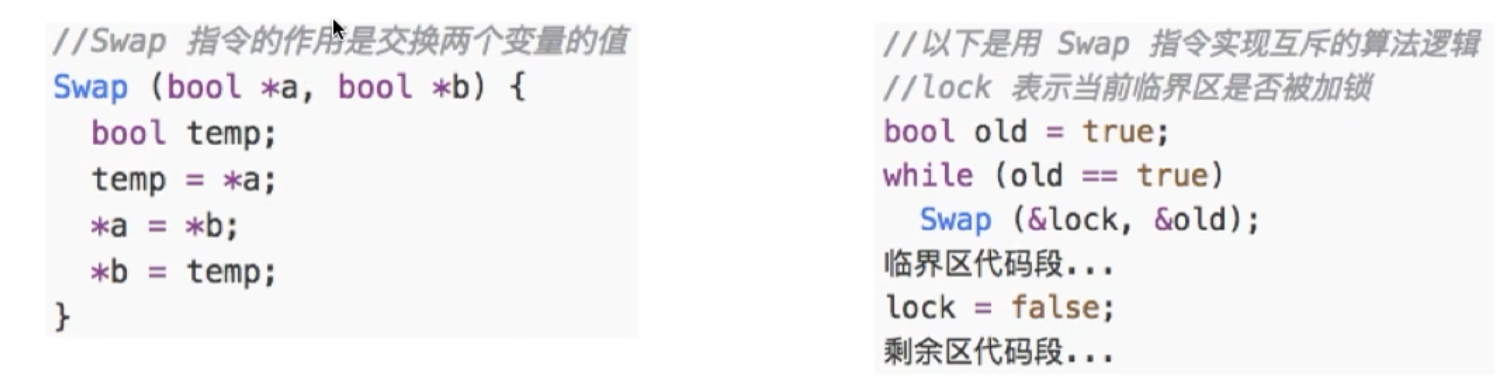 //Swap 指令的作用是交换两个变量的值
Swap (bool *a, bool *b) {
  bool temp;
  temp = *a;
  *a = *b;
  *b = temp;
}
//以下是用 Swap 指令实现互斥的算法逻辑
//lock 表示当前临界区是否被加锁
bool old = true;
while (old == true)
  Swap (&lock, &old);
临界区代码段...
lock = false;
剩余区代码段...